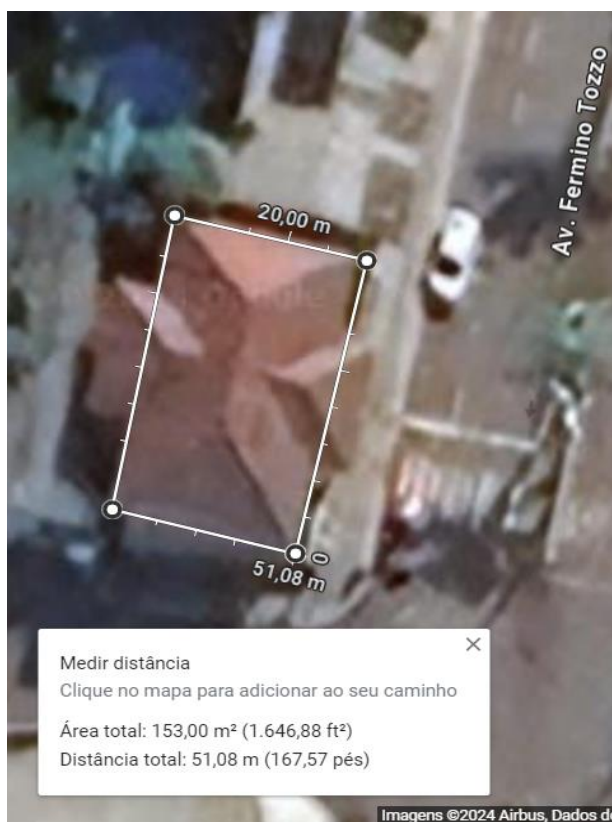 Av. Fermino Tozzo
20,00 m
0
51,08 m
Medir distância
Clique no mapa para adicionar ao seu caminho
Área total: 153,00 m² (1.646,88 ft²)
Distância total: 51,08 m (167,57 pés)
Imagens ©2024 Airbus, Dados d